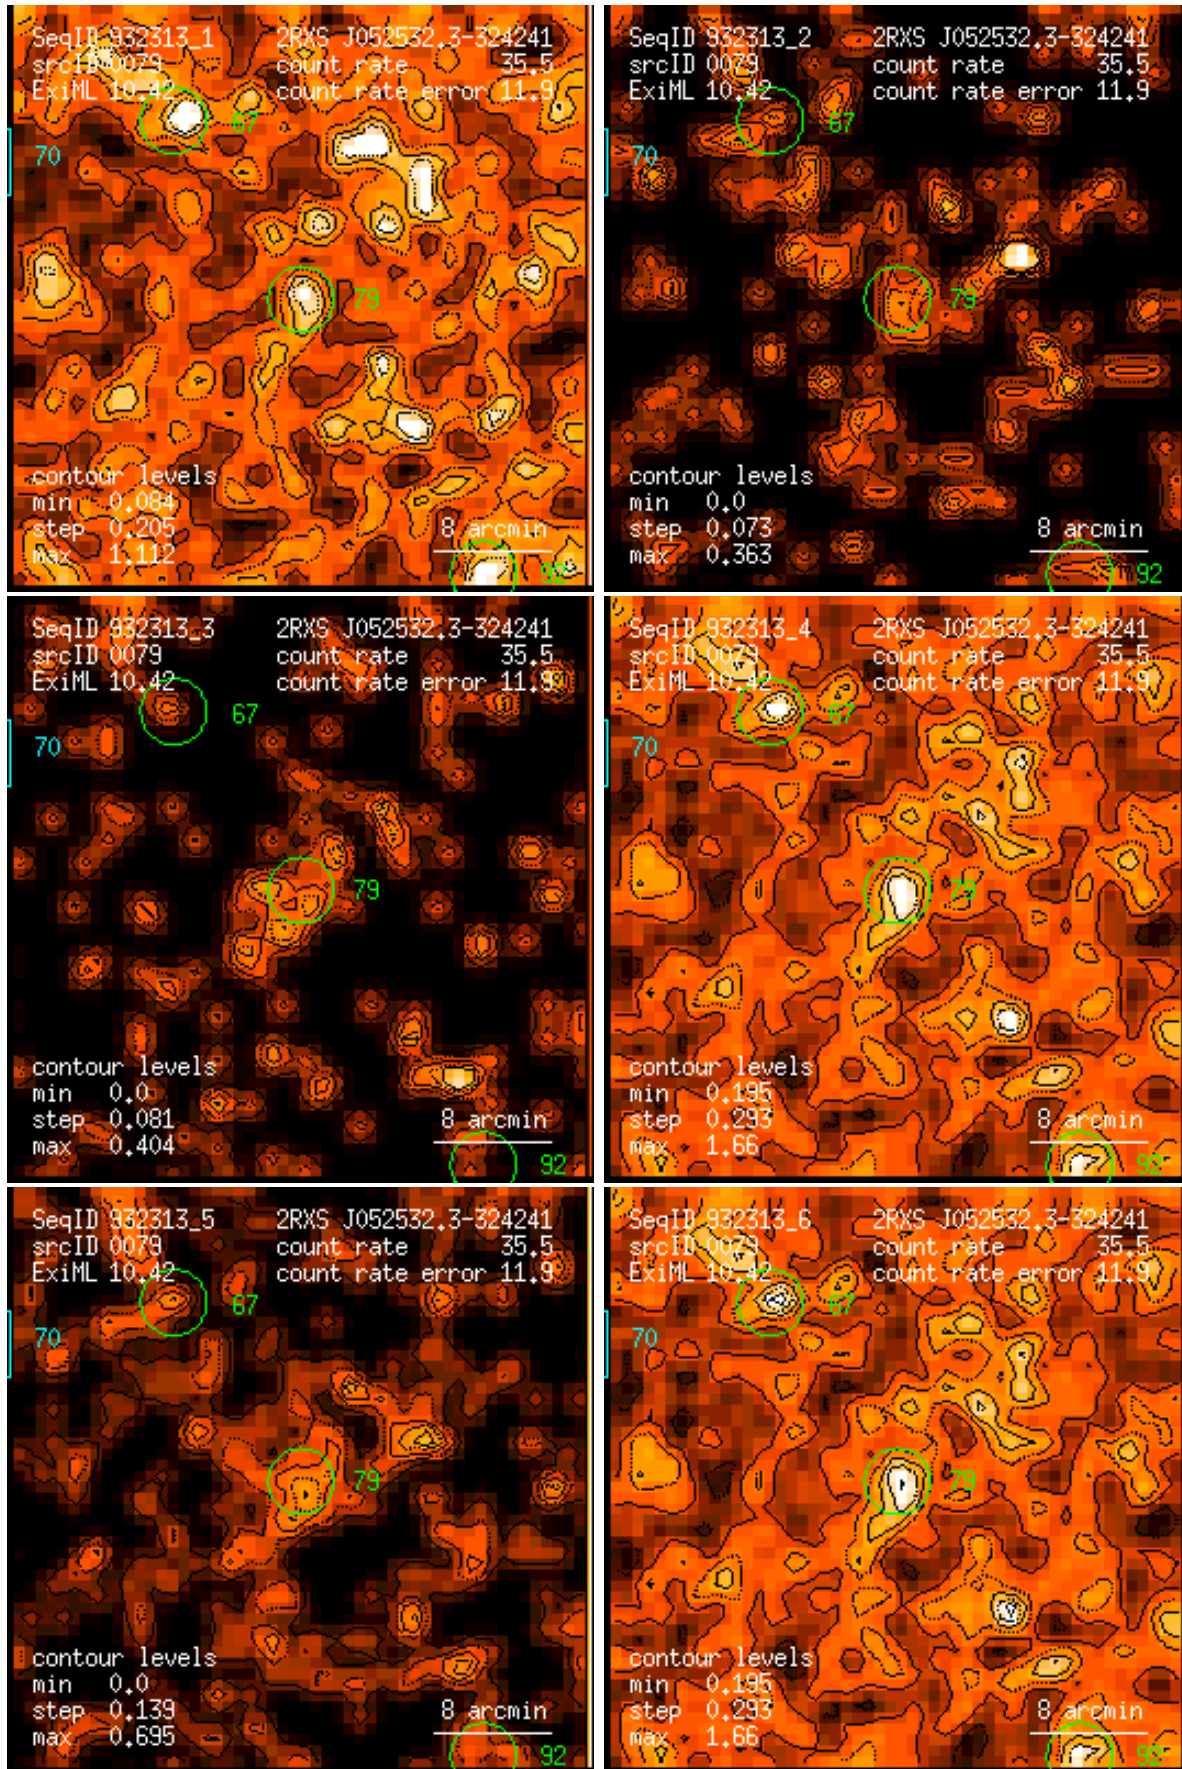 SeqID 932313_1 2RXS J052532.3-324241
srcID 0079 count rate 35.5
ExiML 10.42 count rate error 11.9
67
70
79
contour levels
min 0.084
step 0.205 8 arcmin
max 1.112
92
SeqID 932313_2 2RXS J052532.3-324241
srcID 0079 count rate 35.5
ExiML 10.42 count rate error 11.9
67
70
79
contour levels
min 0.0
step 0.073 8 arcmin
max 0.363
92
SeqID 932313_3 2RXS J052532.3-324241
srcID 0079 count rate 35.5
ExiML 10.42 count rate error 11.9
67
70
79
contour levels
min 0.0
step 0.081 8 arcmin
max 0.404
92
SeqID 932313_4 2RXS J052532.3-324241
srcID 0079 count rate 35.5
ExiML 10.42 count rate error 11.9
67
70
79
contour levels
min 0.195
step 0.293 8 arcmin
max 1.66
92
SeqID 932313_5 2RXS J052532.3-324241
srcID 0079 count rate 35.5
ExiML 10.42 count rate error 11.9
67
70
79
contour levels
min 0.0
step 0.139 8 arcmin
max 0.695
92
SeqID 932313_6 2RXS J052532.3-324241
srcID 0079 count rate 35.5
ExiML 10.42 count rate error 11.9
67
70
79
contour levels
min 0.195
step 0.293 8 arcmin
max 1.66
92